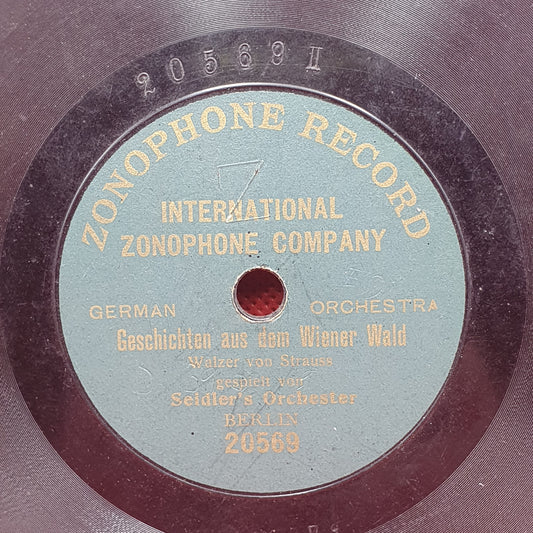 20569 II
ZONOPHONE RECORD
Z
INTERNATIONAL
ZONOPHONE COMPANY
GERMAN ORCHESTRA
Geschichten aus dem Wiener Wald
Walzer von Strauss
gespielt von
Seidler's Orchester
BERLIN
20569